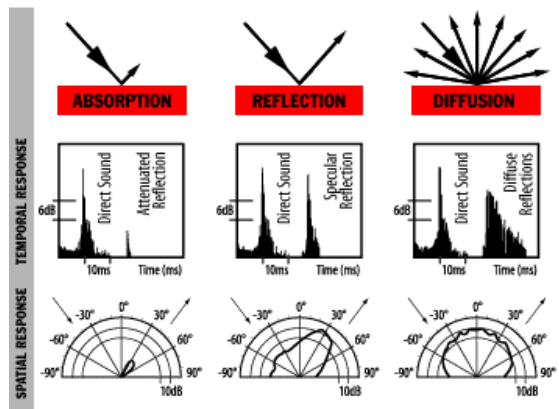 ABSORPTION
REFLECTION
DIFFUSION
TEMPORAL RESPONSE
6dB
Direct Sound
Attenuated
Reflection
10ms
Time (ms)
6dB
Direct Sound
Specular
Reflection
10ms
Time (ms)
6dB
Direct Sound
Diffuse
Reflections
10ms
Time (ms)
SPATIAL RESPONSE
-90°
-60°
-30°
0°
30°
60°
90°
10dB
-90°
-60°
-30°
0°
30°
60°
90°
10dB
-90°
-60°
-30°
0°
30°
60°
90°
10dB